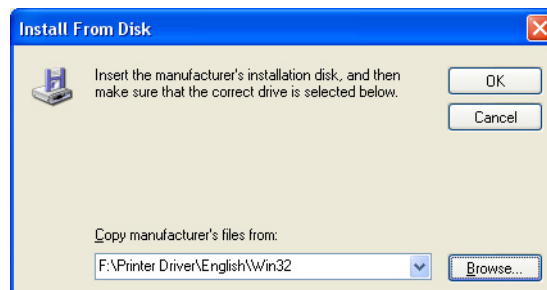 Install From Disk
Insert the manufacturer's installation disk, and then
make sure that the correct drive is selected below.
OK
Cancel
Copy manufacturer's files from:
F:\Printer Driver\English\Win32
Browse...